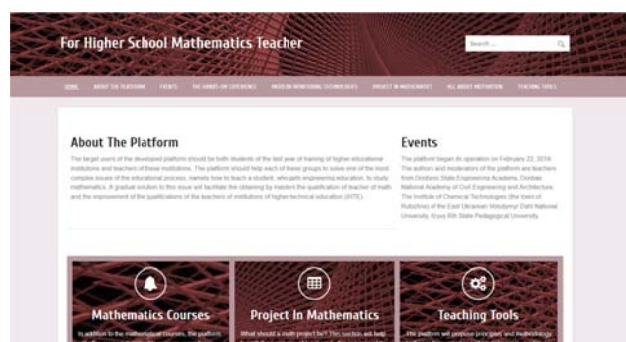 For Higher School Mathematics Teacher
Search ...
HOME ABOUT THE PLATFORM EVENTS THE HANDS-ON EXPERIENCE MODULE MONITORING TECHNOLOGIES PROJECT IN MATHEMATICS ALL ABOUT MOTIVATION TEACHING TOOLS
About The Platform
The target users of the developed platform should be both students of the last year of training of higher educational
institutions and teachers of these institutions. The platform should help each of these groups to solve one of the most
complex issues of the educational process, namely how to teach a student, who gets engineering education, to study
mathematics. A gradual solution to this issue will facilitate the obtaining by masters the qualification of teacher of math
and the improvement of the qualifications of the teachers of institutions of higher technical education (IHTE).
Events
The platform began its operation on February 22, 2018.
The authors and moderators of the platform are teachers
from Donbass State Engineering Academy, Donbas
National Academy of Civil Engineering and Architecture,
The Institute of Chemical Technologies (the town of
Rubizhne) of the East Ukrainian Volodymyr Dahl National
University, Kryvyi Rih State Pedagogical University.
Mathematics Courses
In addition to the mathematical courses, the platform
Project In Mathematics
What should a math project be? This section will help
Teaching Tools
The platform will propose principles and methodology